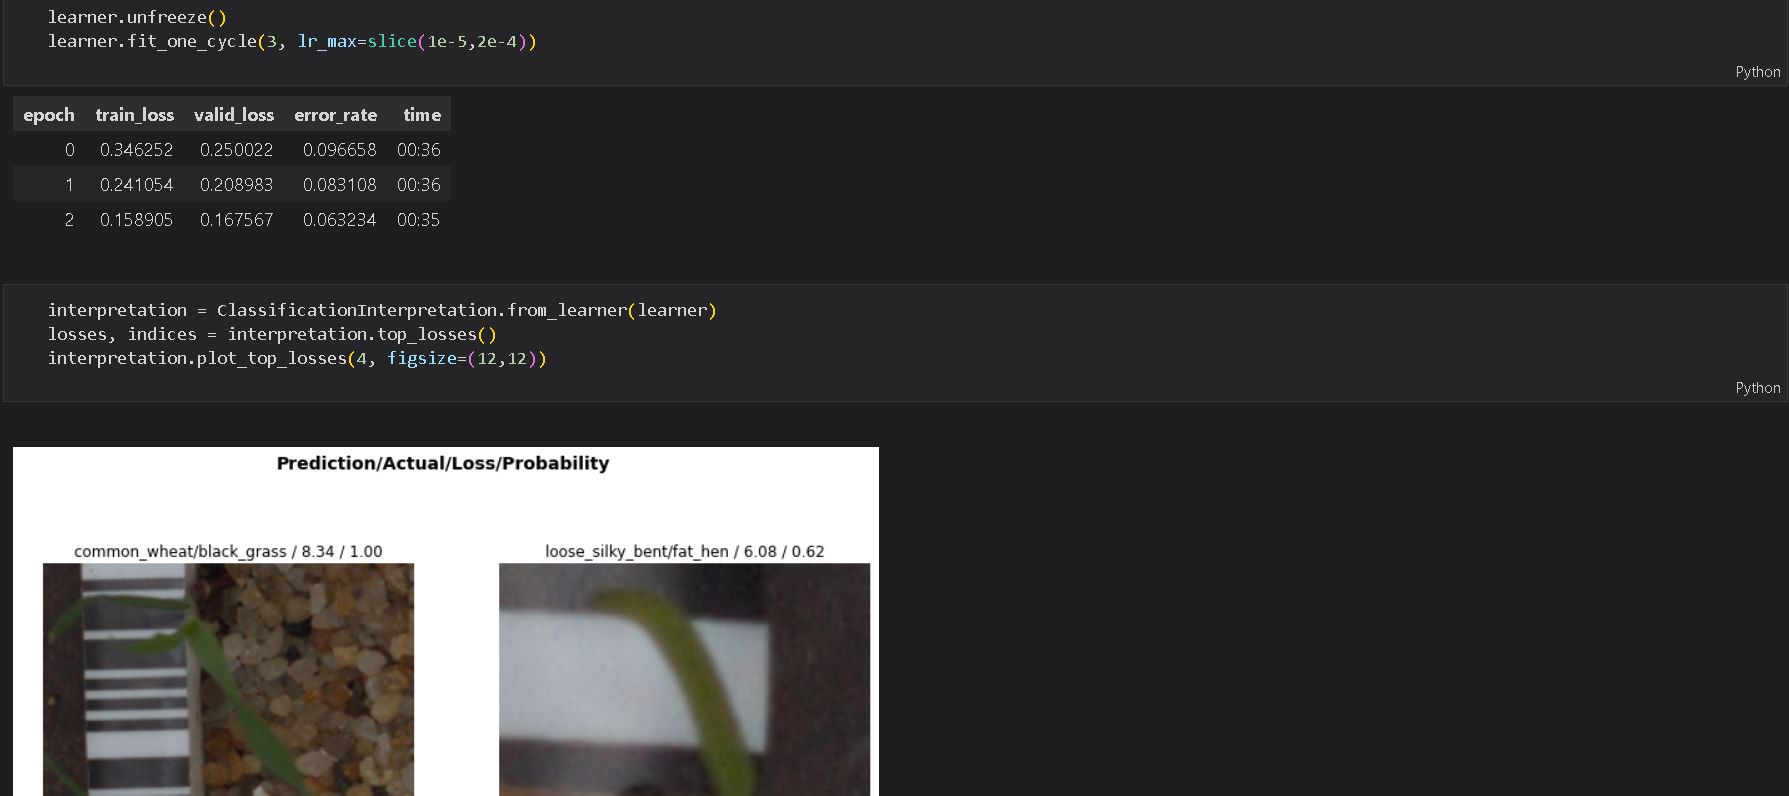 learner.unfreeze()
learner.fit_one_cycle(3, lr_max=slice(1e-5,2e-4))
Python
epoch train_loss valid_loss error_rate time
0 0.346252 0.250022 0.096658 00:36
1 0.241054 0.208983 0.083108 00:36
2 0.158905 0.167567 0.063234 00:35
interpretation = ClassificationInterpretation.from_learner(learner)
losses, indices = interpretation.top_losses()
interpretation.plot_top_losses(4, figsize=(12,12))
Python
Prediction/Actual/Loss/Probability
common_wheat/black_grass / 8.34 / 1.00
loose_silky_bent/fat_hen / 6.08 / 0.62